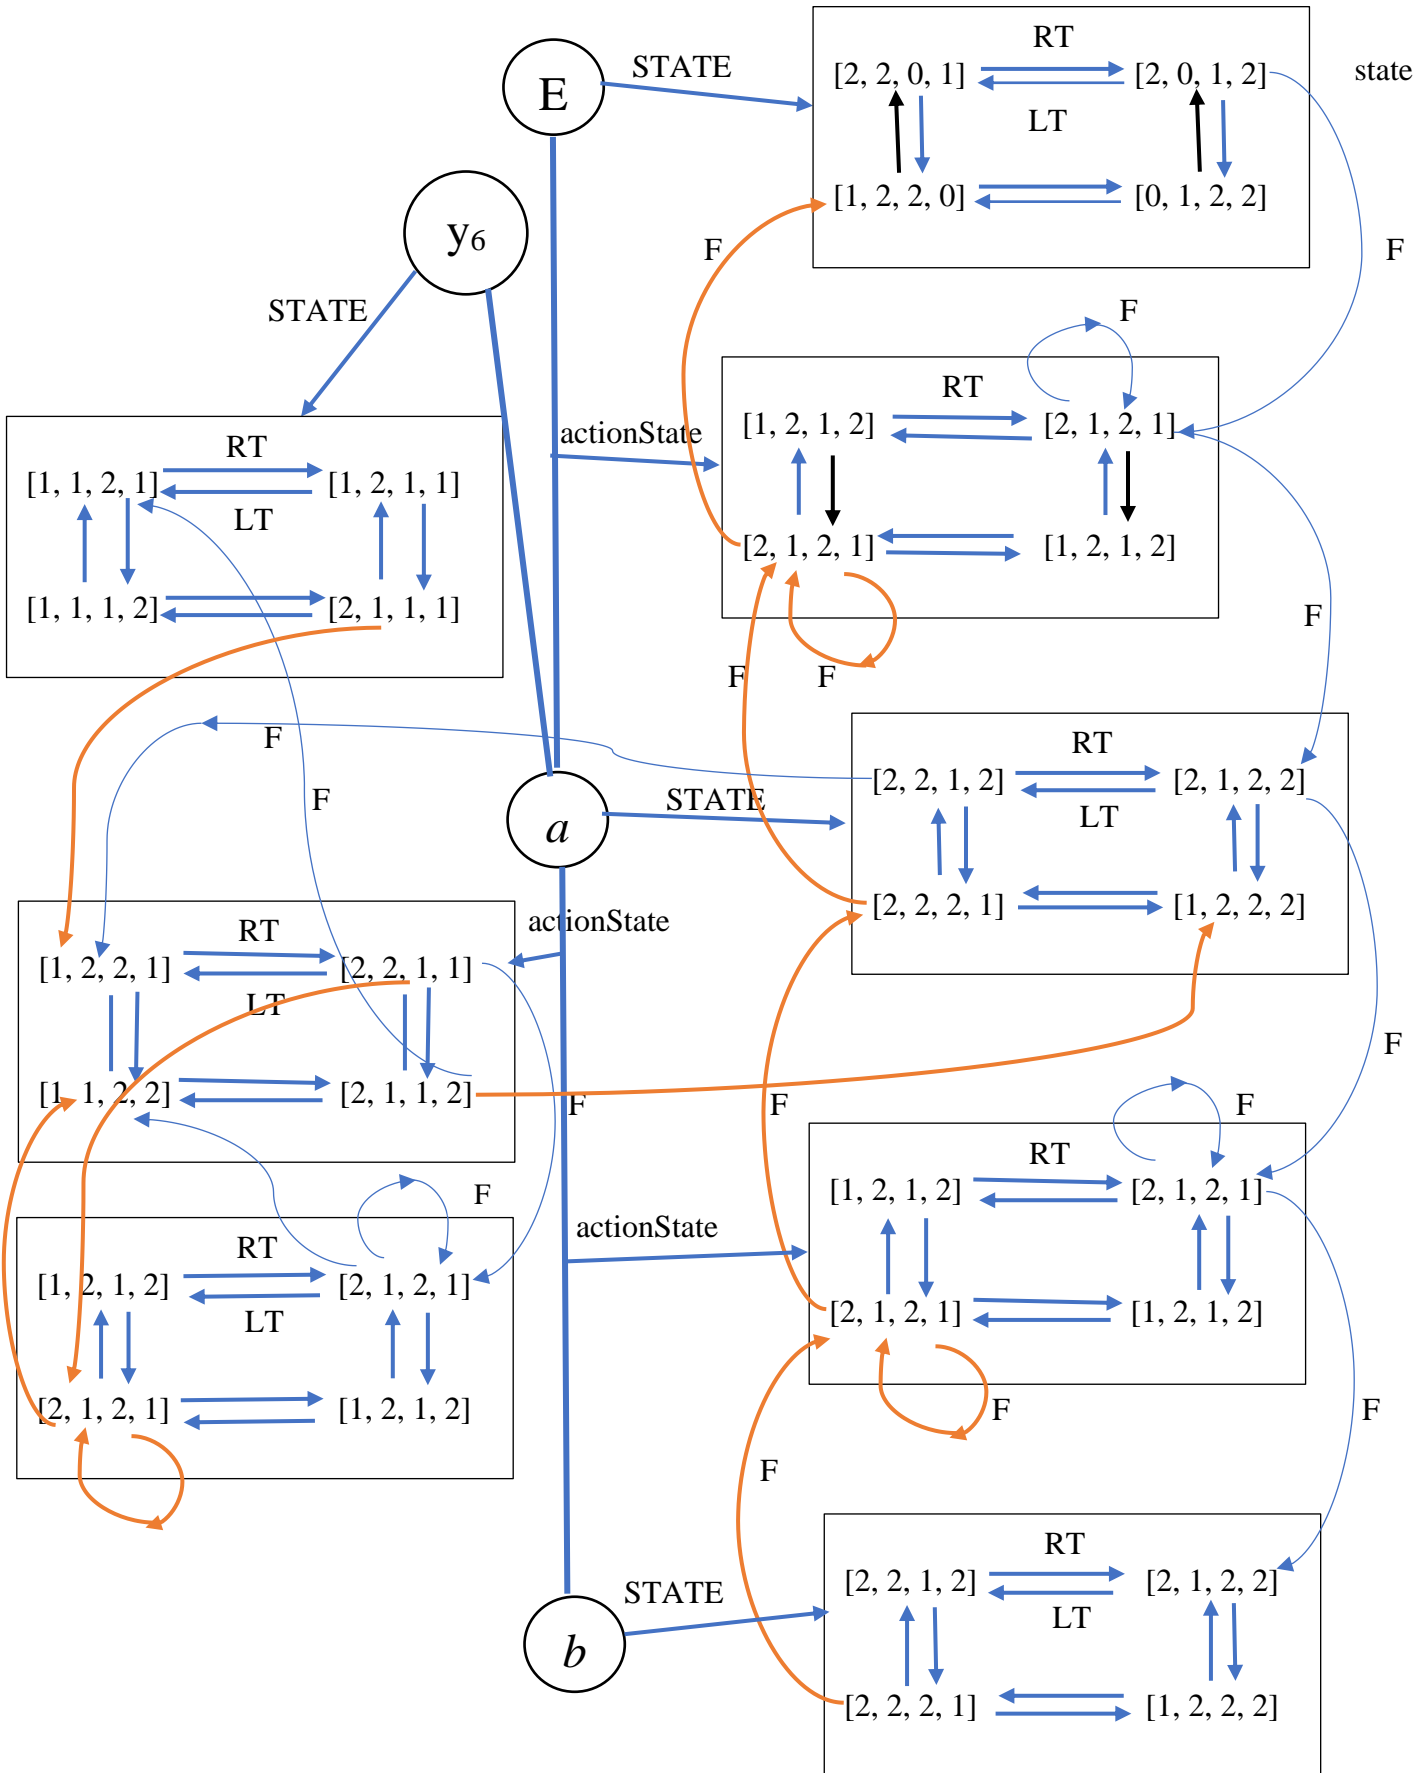 RT
E
STATE
[2, 2, 0, 1]
[2, 0, 1, 2]
state
LT
[1, 2, 2, 0]
[0, 1, 2, 2]
y6
F
F
STATE
F
RT
actionState
[1, 2, 1, 2]
[2, 1, 2, 1]
RT
[1, 1, 2, 1]
[1, 2, 1, 1]
LT
[2, 1, 2, 1]
[1, 2, 1, 2]
[1, 1, 1, 2]
[2, 1, 1, 1]
F
F
F
F
RT
[2, 2, 1, 2]
[2, 1, 2, 2]
F
STATE
LT
a
[2, 2, 2, 1]
[1, 2, 2, 2]
actionState
RT
[1, 2, 2, 1]
[2, 2, 1, 1]
LT
F
[1, 1, 2, 2]
[2, 1, 1, 2]
F
F
F
RT
[1, 2, 1, 2]
[2, 1, 2, 1]
F
actionState
RT
[1, 2, 1, 2]
[2, 1, 2, 1]
LT
[2, 1, 2, 1]
[1, 2, 1, 2]
[2, 1, 2, 1]
[1, 2, 1, 2]
F
F
F
RT
[2, 2, 1, 2]
[2, 1, 2, 2]
STATE
LT
b
[2, 2, 2, 1]
[1, 2, 2, 2]